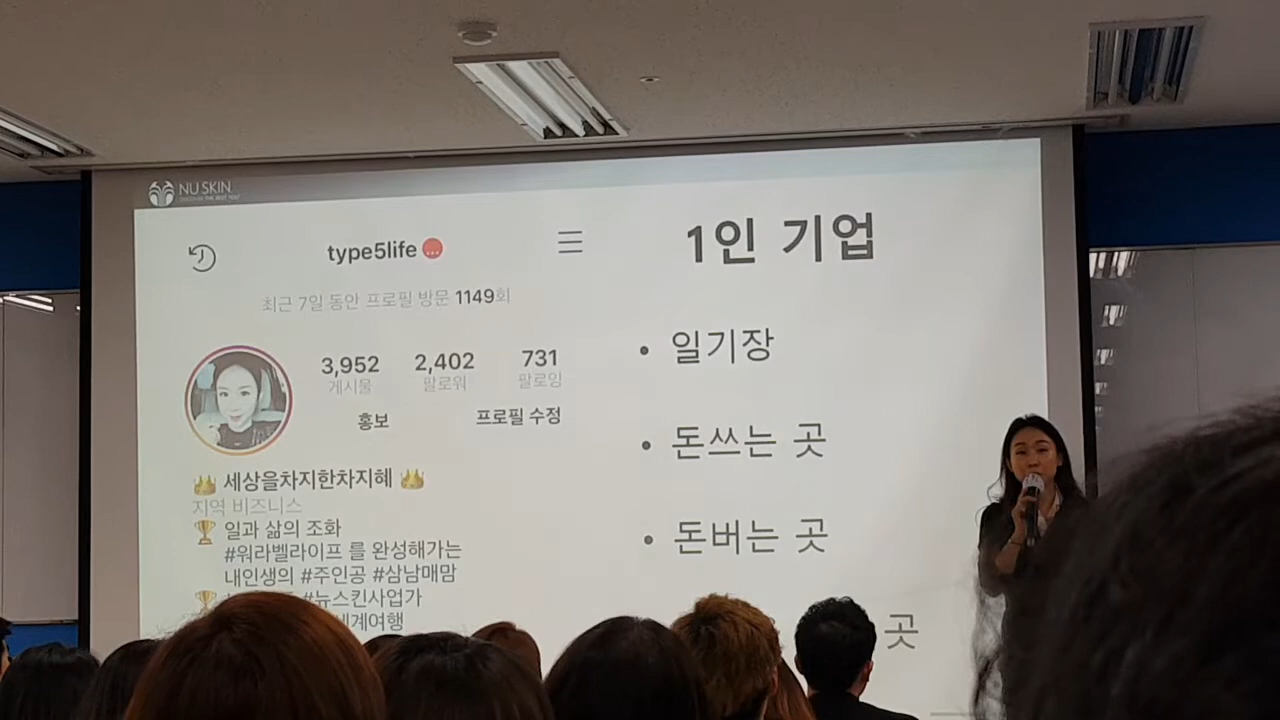 NU SKIN
DISCOVER THE BEST YOU
type5life
최근 7일 동안 프로필 방문 1149회
3,952 2,402 731
게시물 팔로워 팔로잉
홍보 프로필 수정
세상을차지한차지혜
지역 비즈니스
일과 삶의 조화
#워라벨라이프 를 완성해가는
내인생의 #주인공 #삼남매맘
#뉴스킨사업가
세계여행
1인 기업
• 일기장
• 돈쓰는 곳
• 돈버는 곳
곳